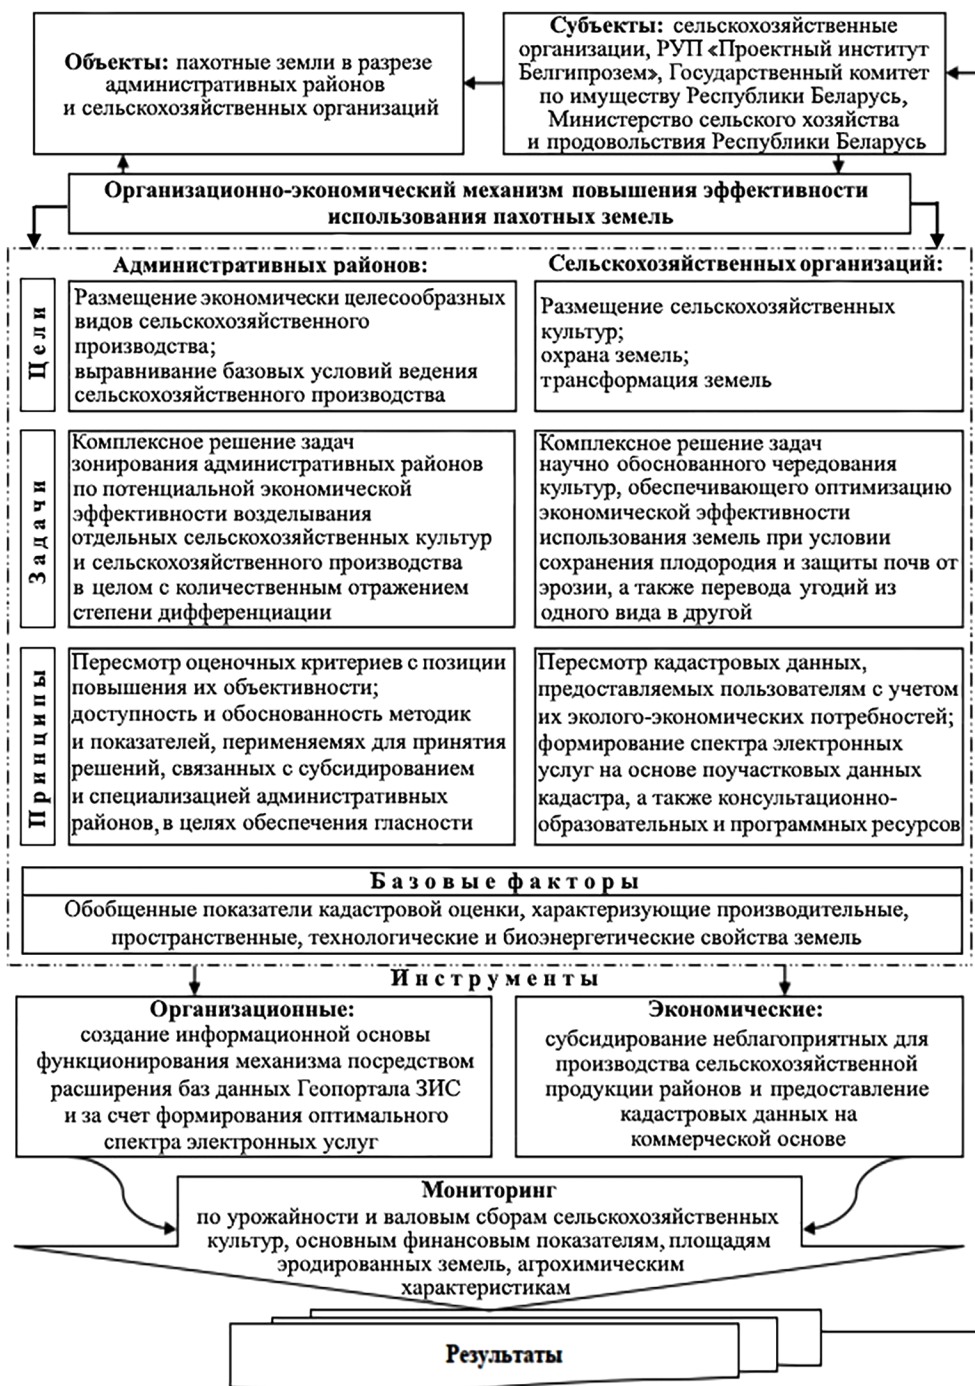 Объекты: пахотные земли в разрезе
административных районов
и сельскохозяйственных организаций
Субъекты: сельскохозяйственные
организации, РУП «Проектный институт
Белгипрозем», Государственный комитет
по имуществу Республики Беларусь,
Министерство сельского хозяйства
и продовольствия Республики Беларусь
Организационно-экономический механизм повышения эффективности
использования пахотных земель
Административных районов:
Сельскохозяйственных организаций:
Цели
Размещение экономически целесообразных
видов сельскохозяйственного
производства;
выравнивание базовых условий ведения
сельскохозяйственного производства
Размещение сельскохозяйственных
культур;
охрана земель;
трансформация земель
Задачи
Комплексное решение задач
зонирования административных районов
по потенциальной экономической
эффективности возделывания
отдельных сельскохозяйственных культур
и сельскохозяйственного производства
в целом с количественным отражением
степени дифференциации
Комплексное решение задач
научно обоснованного чередования
культур, обеспечивающего оптимизацию
экономической эффективности
использования земель при условии
сохранения плодородия и защиты почв от
эрозии, а также перевода угодий из
одного вида в другой
Принципы
Пересмотр оценочных критериев с позиции
повышения их объективности;
доступность и обоснованность методик
и показателей, перименяемях для принятия
решений, связанных с субсидированием
и специализацией административных
районов, в целях обеспечения гласности
Пересмотр кадастровых данных,
предоставляемых пользователям с учетом
их эколого-экономических потребностей;
формирование спектра электронных
услуг на основе поучастковых данных
кадастра, а также консультационно-
образовательных и программных ресурсов
Базовые факторы
Обобщенные показатели кадастровой оценки, характеризующие производительные,
пространственные, технологические и биоэнергетические свойства земель
Инструменты
Организационные:
создание информационной основы
функционирования механизма посредством
расширения баз данных Геопортала ЗИС
и за счет формирования оптимального
спектра электронных услуг
Экономические:
субсидирование неблагоприятных для
производства сельскохозяйственной
продукции районов и предоставление
кадастровых данных на
коммерческой основе
Мониторинг
по урожайности и валовым сборам сельскохозяйственных
культур, основным финансовым показателям, площадям
эродированных земель, агрохимическим
характеристикам
Результаты